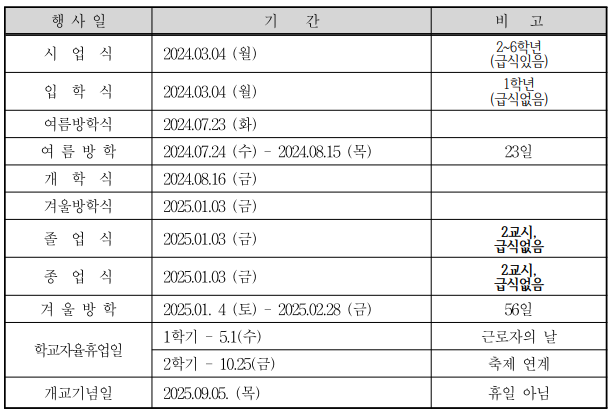 행 사 일 기 간 비 고
시 업 식 2024.03.04 (월) 2~6학년
(급식있음)
입 학 식 2024.03.04 (월) 1학년
(급식없음)
여름방학식 2024.07.23 (화)
여 름 방 학 2024.07.24 (수) - 2024.08.15 (목) 23일
개 학 식 2024.08.16 (금)
겨울방학식 2025.01.03 (금)
졸 업 식 2025.01.03 (금) 2교시,
급식없음
종 업 식 2025.01.03 (금) 2교시,
급식없음
겨 울 방 학 2025.01. 4 (토) - 2025.02.28 (금) 56일
학교자율휴업일 1학기 - 5.1(수) 근로자의 날
2학기 - 10.25(금) 축제 연계
개교기념일 2025.09.05. (목) 휴일 아님